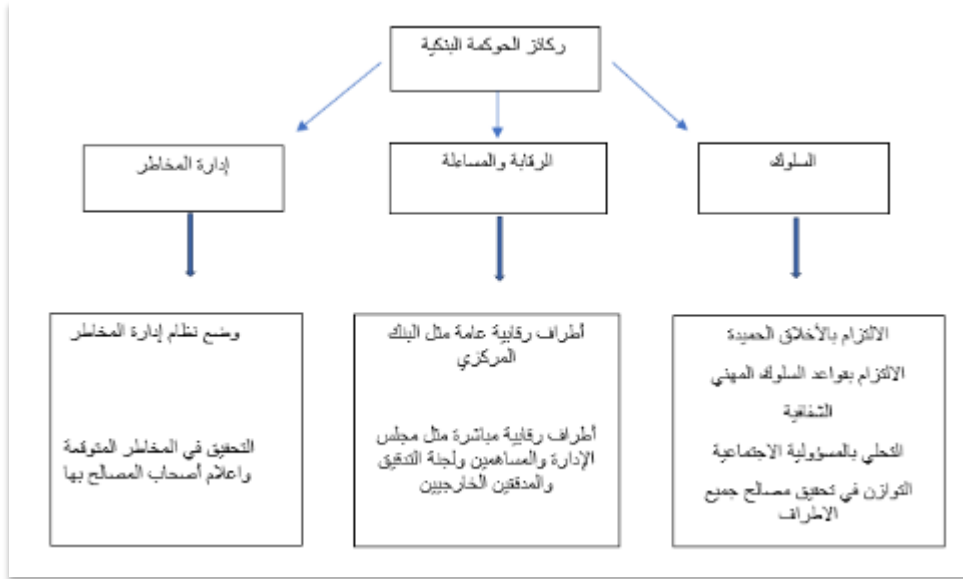 ركائز الحوكمة البنكية
السلوك
الرقابة والمساءلة
إدارة المخاطر
الالتزام بالأخلاق الحميدة
الالتزام بقواعد السلوك المهني
الشفافية
التحلي بالمسؤولية الاجتماعية
التوازن في تحقيق مصالح جميع
الاطراف
أطراف رقابية عامة مثل البنك
المركزي
أطراف رقابية مباشرة مثل مجلس
الإدارة والمساهمين ولجنة التدقيق
والمدققين الخارجيين
وضع نظام إدارة المخاطر
التحقيق في المخاطر المتوقعة
واعلام أصحاب المصالح بها